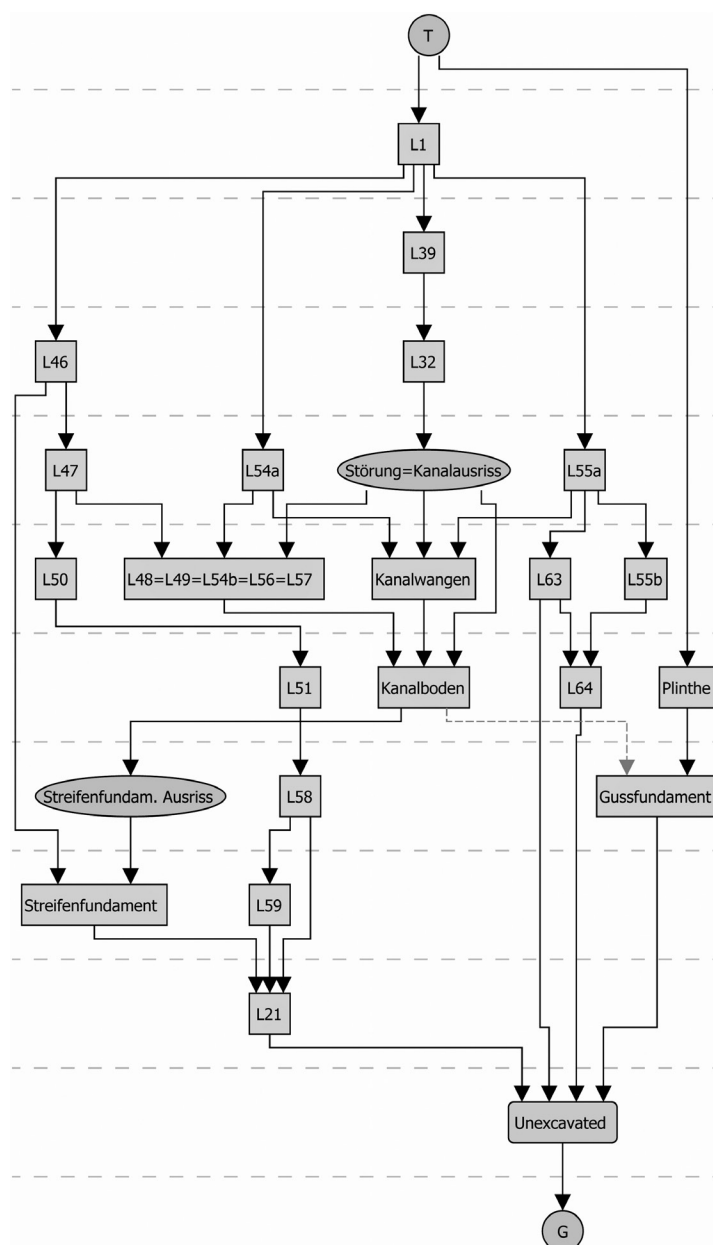 T
L1
L39
L46
L32
L47
L54a
Störung=Kanalausriss
L55a
L50
L48=L49=L54b=L56=L57
Kanalwangen
L63
L55b
L51
Kanalboden
L64
Plinthe
Streifenfundam. Ausriss
L58
Gussfundament
Streifenfundament
L59
L21
Unexcavated
G